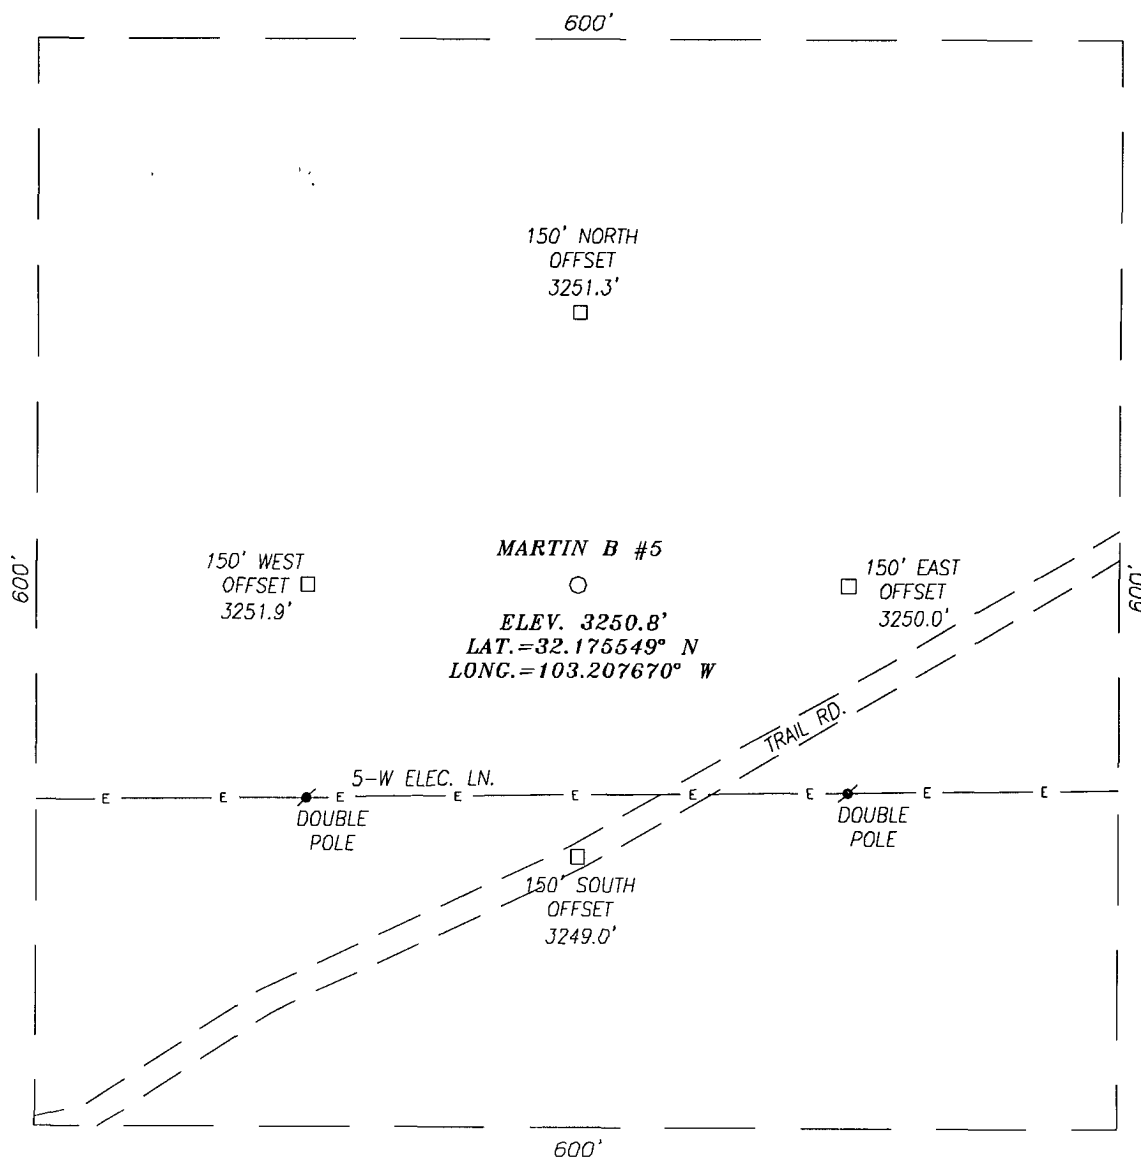 600'
150' NORTH
OFFSET
3251.3'
600'
150' WEST
OFFSET
3251.9'
MARTIN B #5
ELEV. 3250.8'
LAT.=32.175549° N
LONG.=103.207670° W
150' EAST
OFFSET
3250.0'
600'
TRAIL RD.
5-W ELEC. LN.
E E E E E E E E E
DOUBLE
POLE
DOUBLE
POLE
150' SOUTH
OFFSET
3249.0'
600'